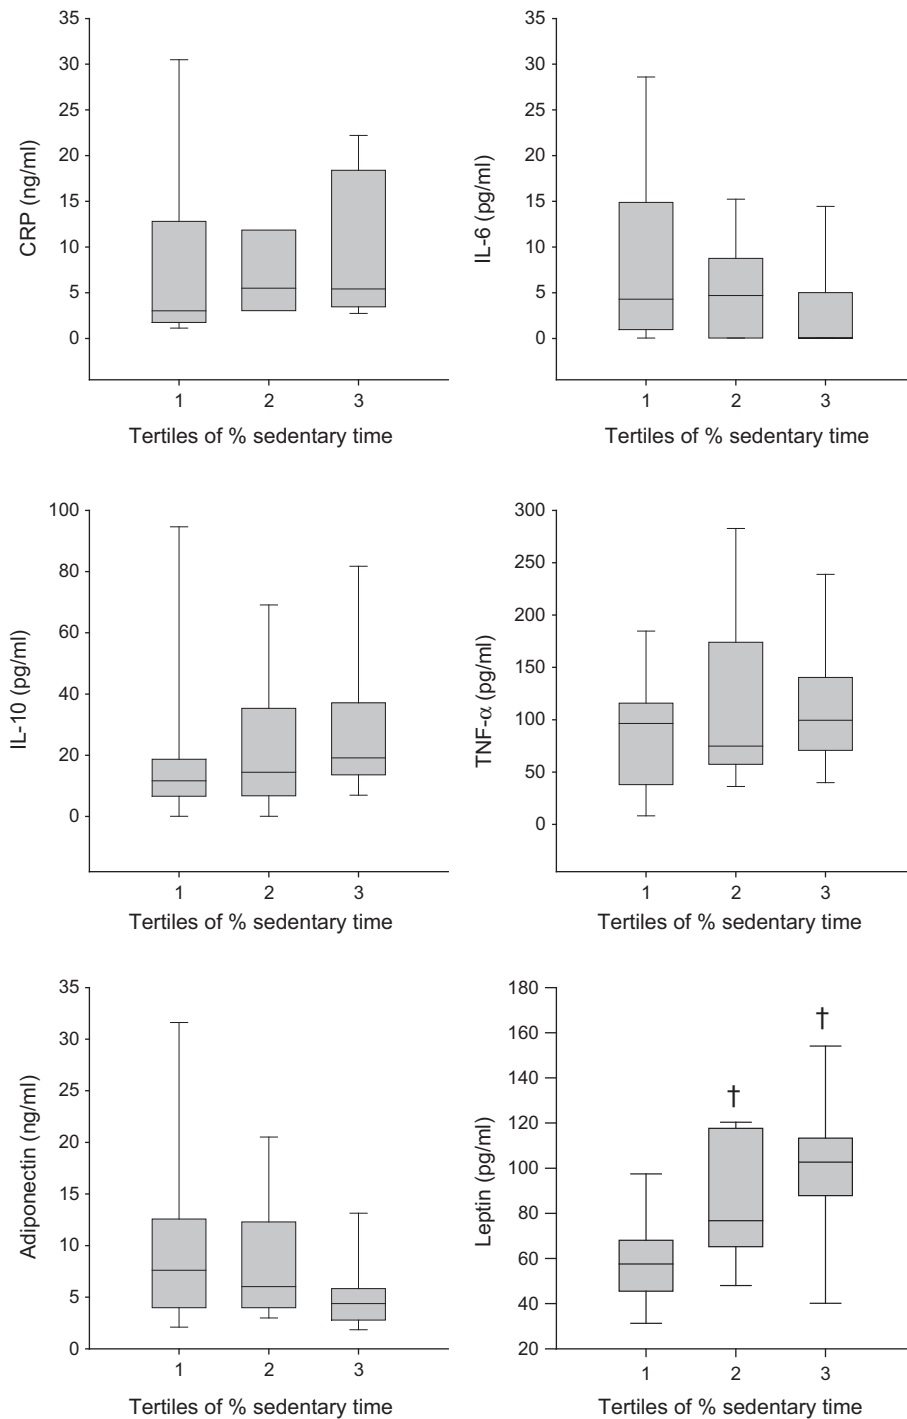 CRP (ng/ml)
35
30
25
20
15
10
5
0
1 2 3
Tertiles of % sedentary time
IL-6 (pg/ml)
35
30
25
20
15
10
5
0
1 2 3
Tertiles of % sedentary time
IL-10 (pg/ml)
100
80
60
40
20
0
1 2 3
Tertiles of % sedentary time
TNF-α (pg/ml)
300
250
200
150
100
50
0
1 2 3
Tertiles of % sedentary time
Adiponectin (ng/ml)
35
30
25
20
15
10
5
0
1 2 3
Tertiles of % sedentary time
Leptin (pg/ml)
180
160
140
120
100
80
60
40
20
†
†
1 2 3
Tertiles of % sedentary time